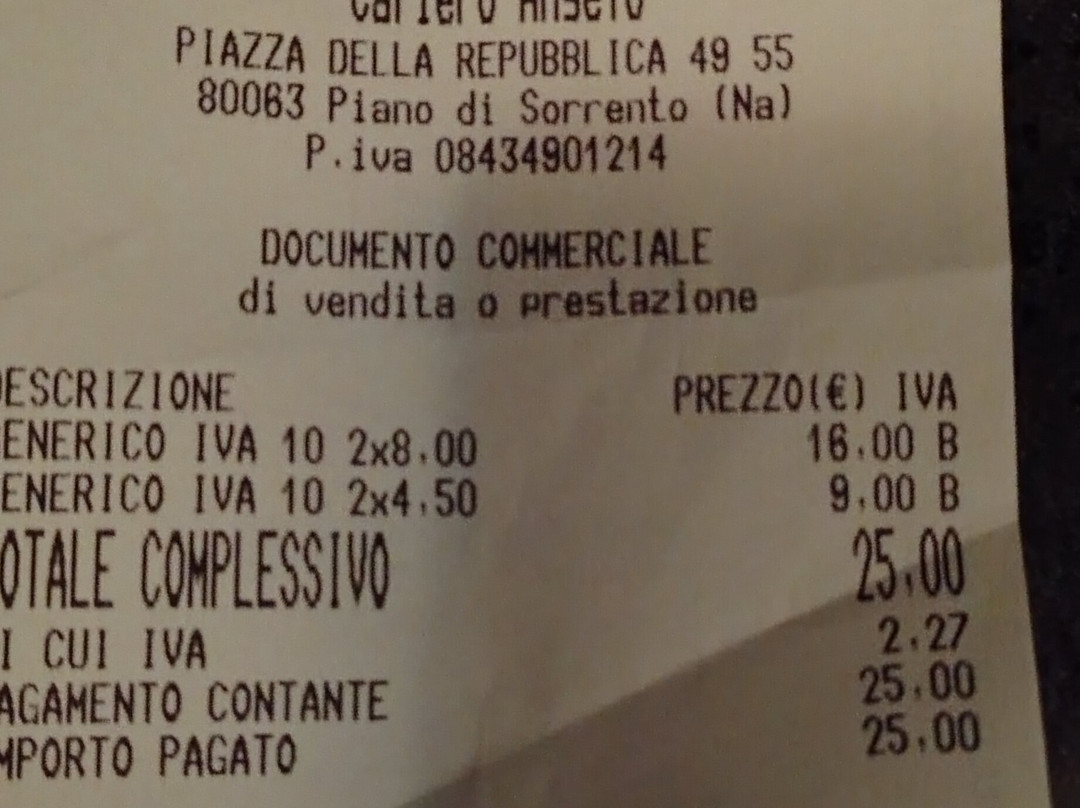 PIAZZA DELLA REPUBBLICA 49 55
80063 Piano di Sorrento (Na)
P.iva 08434901214
DOCUMENTO COMMERCIALE
di vendita o prestazione
DESCRIZIONE PREZZO(€) IVA
ENERICO IVA 10 2x8.00 16.00 B
ENERICO IVA 10 2x4.50 9.00 B
OTALE COMPLESSIVO 25.00
I CUI IVA 2.27
AGAMENTO CONTANTE 25.00
MPORTO PAGATO 25.00